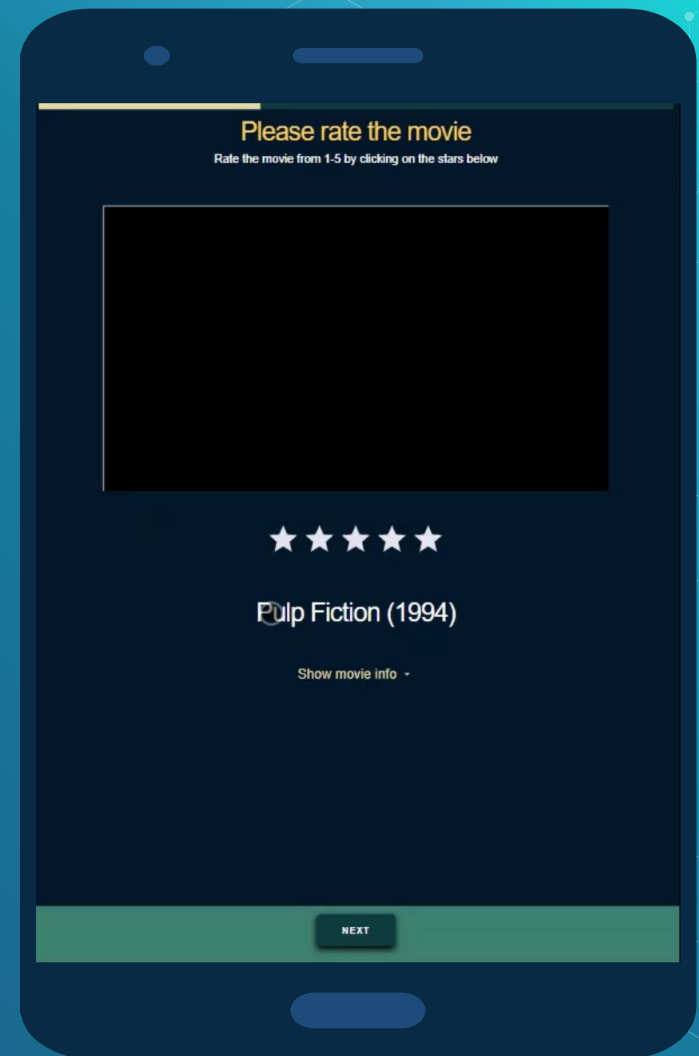 Please rate the movie
Rate the movie from 1-5 by clicking on the stars below
Pulp Fiction (1994)
Show movie info
NEXT